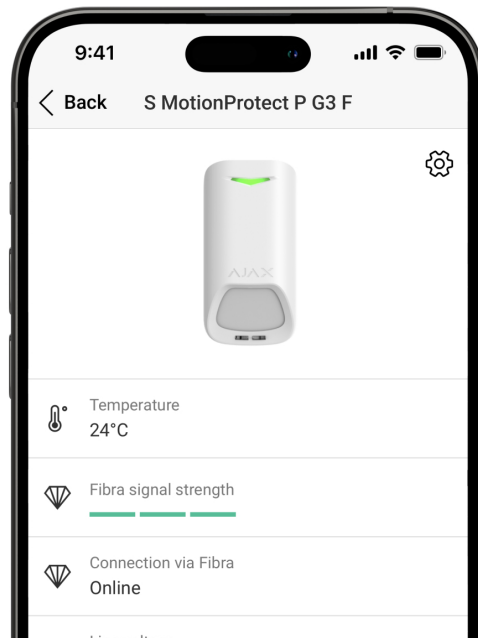 9:41
Back
S MotionProtect P G3 F
AJAX
Temperature
24°C
Fibra signal strength
Connection via Fibra
Online